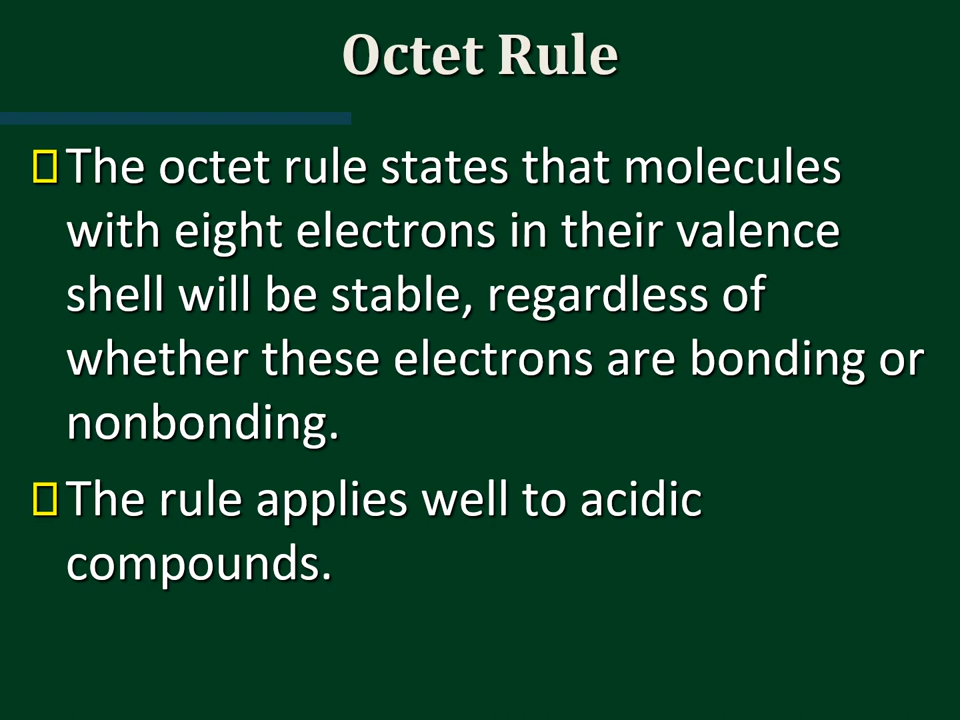 Octet Rule
The octet rule states that molecules
with eight electrons in their valence
shell will be stable, regardless of
whether these electrons are bonding or
nonbonding.
The rule applies well to acidic
compounds.